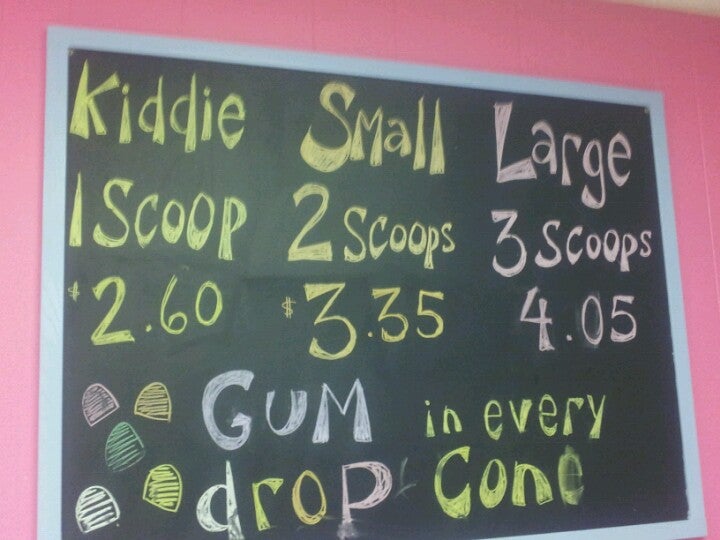 Kiddie Small Large
1 Scoop 2 Scoops 3 Scoops
$2.60 $3.35 4.05
GUM in every
drop Cone